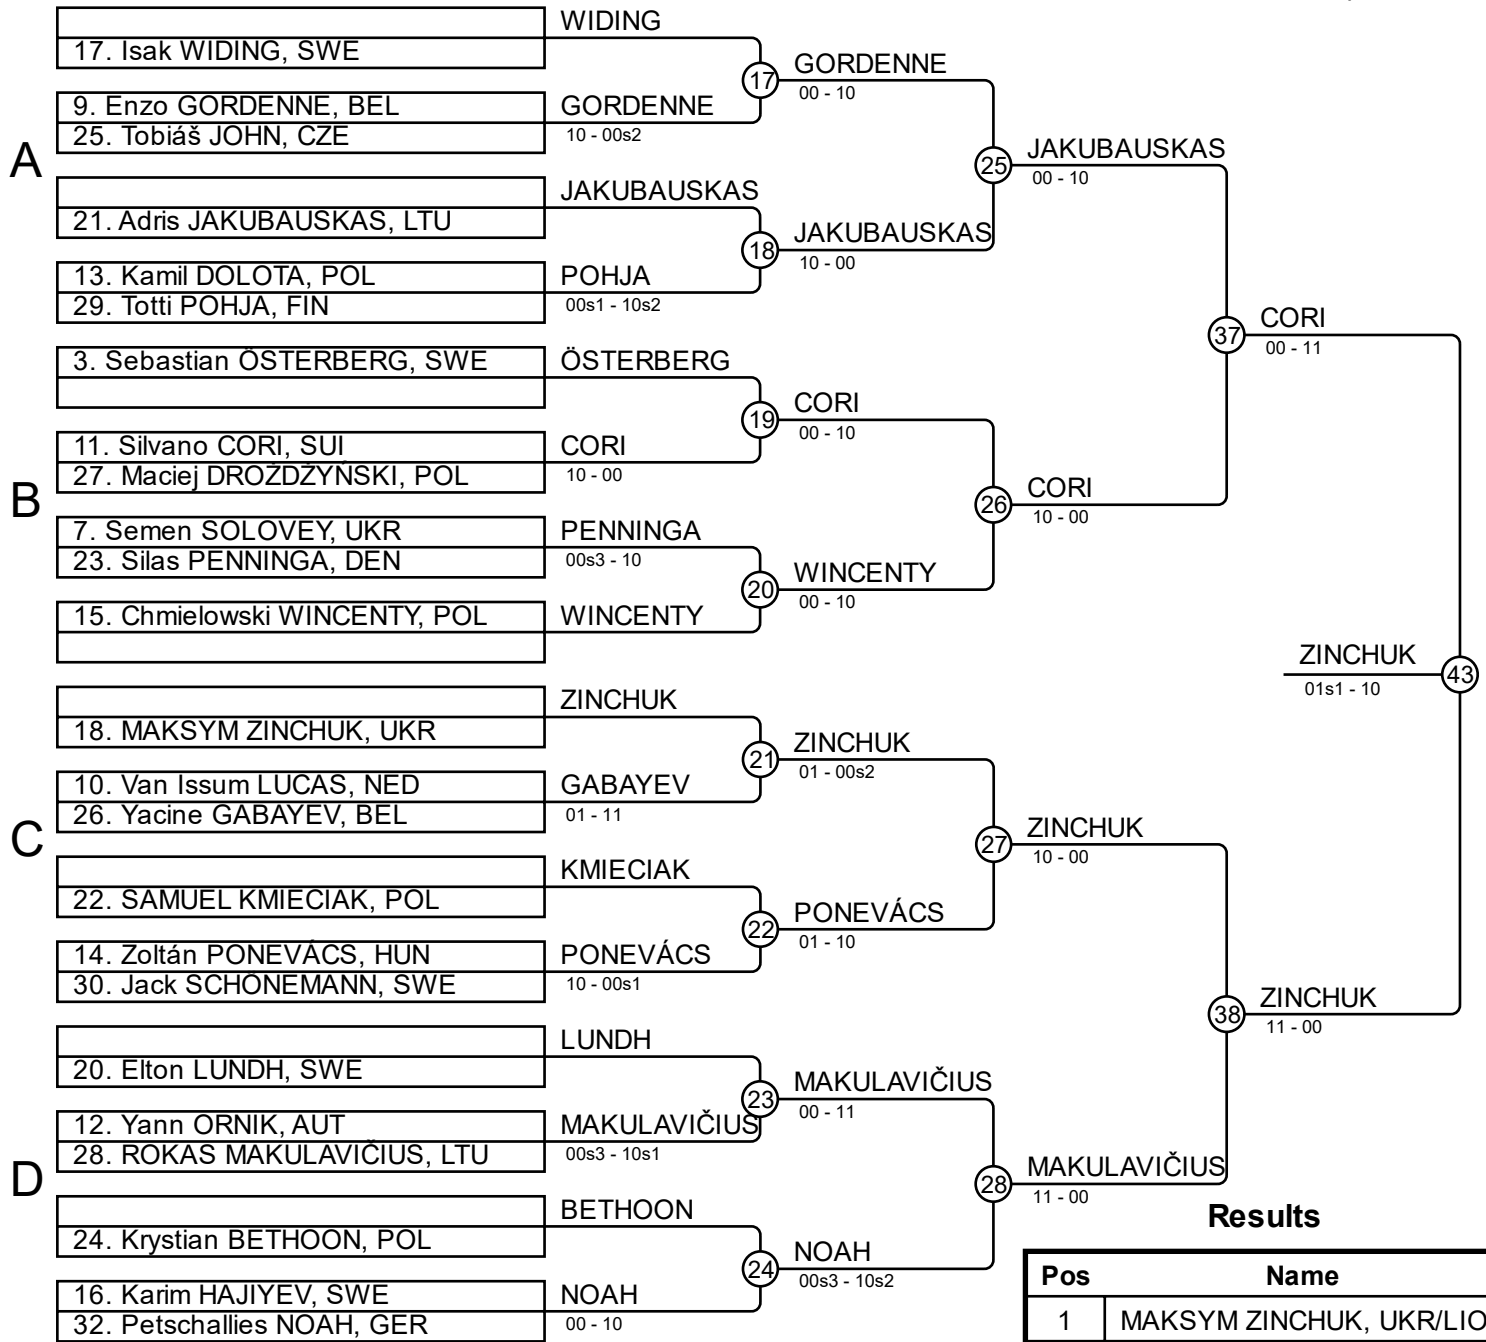 WIDING
17. Isak WIDING, SWE
17
GORDENNE
00 - 10
9. Enzo GORDENNE, BEL
GORDENNE
25. Tobiáš JOHN, CZE
10 - 00s2
A
25
JAKUBAUSKAS
00 - 10
JAKUBAUSKAS
21. Adris JAKUBAUSKAS, LTU
18
JAKUBAUSKAS
10 - 00
13. Kamil DOLOTA, POL
POHJA
29. Totti POHJA, FIN
00s1 - 10s2
37
CORI
00 - 11
3. Sebastian ÖSTERBERG, SWE
ÖSTERBERG
19
CORI
00 - 10
11. Silvano CORI, SUI
CORI
27. Maciej DROŻDŻYŃSKI, POL
10 - 00
B
26
CORI
10 - 00
7. Semen SOLOVEY, UKR
PENNINGA
23. Silas PENNINGA, DEN
00s3 - 10
20
WINCENTY
00 - 10
15. Chmielowski WINCENTY, POL
WINCENTY
ZINCHUK
43
01s1 - 10
ZINCHUK
18. MAKSYM ZINCHUK, UKR
21
ZINCHUK
01 - 00s2
10. Van Issum LUCAS, NED
GABAYEV
26. Yacine GABAYEV, BEL
01 - 11
C
27
ZINCHUK
10 - 00
KMIECIAK
22. SAMUEL KMIECIAK, POL
22
PONEVÁCS
01 - 10
14. Zoltán PONEVÁCS, HUN
PONEVÁCS
30. Jack SCHÖNEMANN, SWE
10 - 00s1
38
ZINCHUK
11 - 00
LUNDH
20. Elton LUNDH, SWE
23
MAKULAVIČIUS
00 - 11
12. Yann ORNIK, AUT
MAKULAVIČIUS
28. ROKAS MAKULAVIČIUS, LTU
00s3 - 10s1
D
28
MAKULAVIČIUS
11 - 00
BETHOON
24. Krystian BETHOON, POL
24
NOAH
00s3 - 10s2
16. Karim HAJIYEV, SWE
NOAH
32. Petschallies NOAH, GER
00 - 10
Results
Pos Name
1 MAKSYM ZINCHUK, UKR/LIO